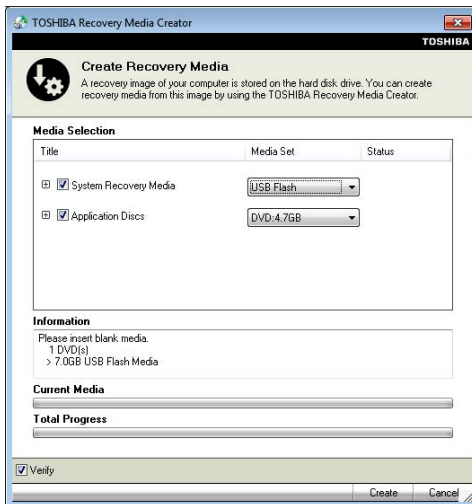 TOSHIBA Recovery Media Creator
TOSHIBA
Create Recovery Media
A recovery image of your computer is stored on the hard disk drive. You can create
recovery media from this image by using the TOSHIBA Recovery Media Creator.
Media Selection
Title Media Set Status
System Recovery Media USB Flash
Application Discs DVD:4.7GB
Information
Please insert blank media.
1 DVD(s)
> 7.0GB USB Flash Media
Current Media
Total Progress
Verify
Create Cancel